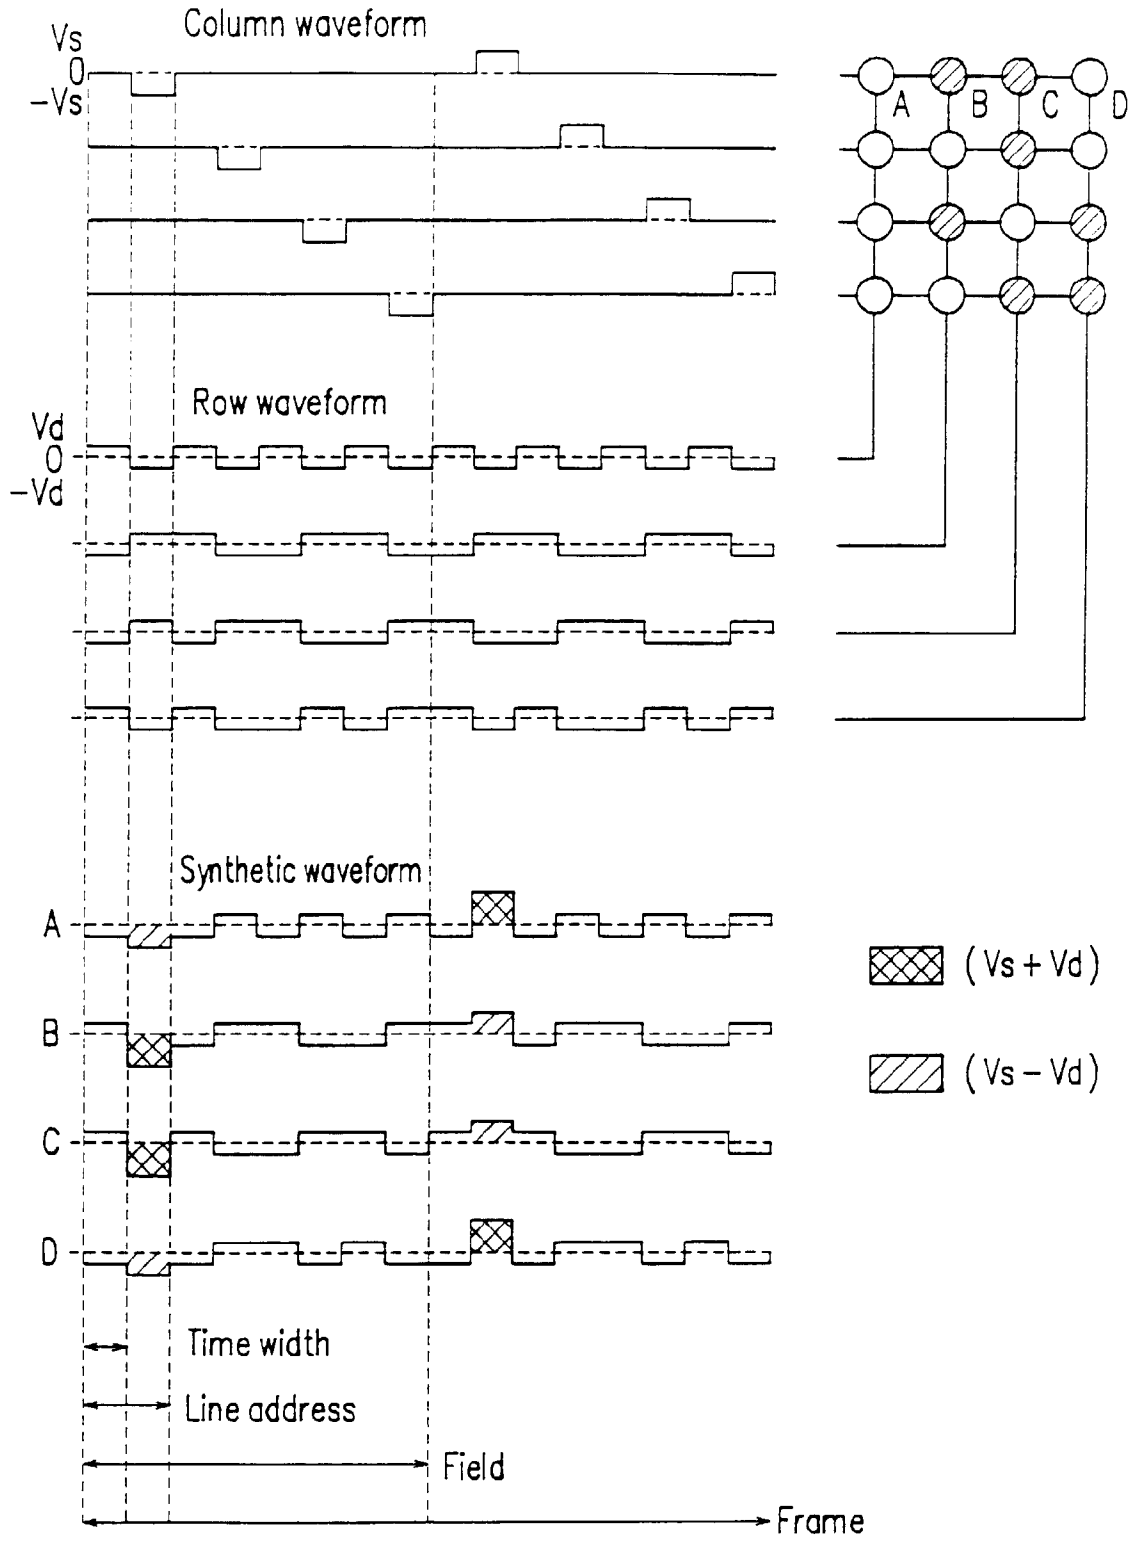 Column waveform
Vs
0
-Vs
A
B
C
D
Row waveform
Vd
0
-Vd
Synthetic waveform
A
B
C
D
(Vs + Vd)
(Vs - Vd)
Time width
Line address
Field
Frame